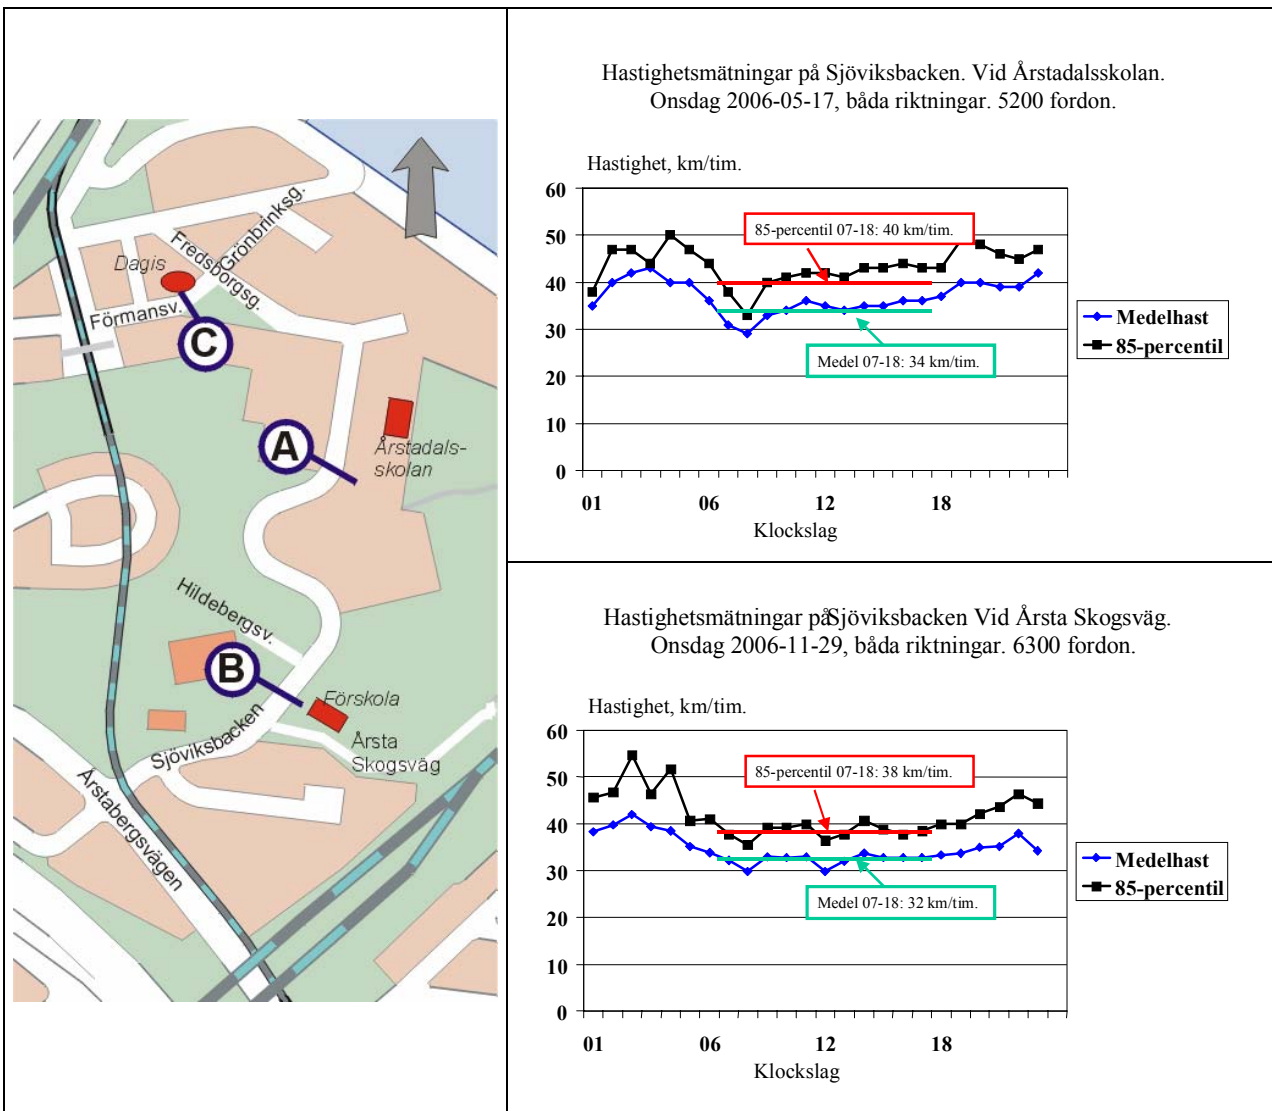 Dagis
Fredsborgsg.
Grönbrinksg.
Förmansv.
C
A
Årstadals-
skolan
Hildebergsv.
B
Förskola
Sjöviksbacken
Årsta
Skogsväg
Årstabergsvägen
Hastighetsmätningar på Sjöviksbacken. Vid Årstadalsskolan.
Onsdag 2006-05-17, båda riktningar. 5200 fordon.
Hastighet, km/tim.
60
50
40
30
20
10
0
85-percentil 07-18: 40 km/tim.
Medel 07-18: 34 km/tim.
Medelhast
85-percentil
01 06 12 18
Klockslag
Hastighetsmätningar på Sjöviksbacken Vid Årsta Skogsväg.
Onsdag 2006-11-29, båda riktningar. 6300 fordon.
Hastighet, km/tim.
60
50
40
30
20
10
0
85-percentil 07-18: 38 km/tim.
Medel 07-18: 32 km/tim.
Medelhast
85-percentil
01 06 12 18
Klockslag